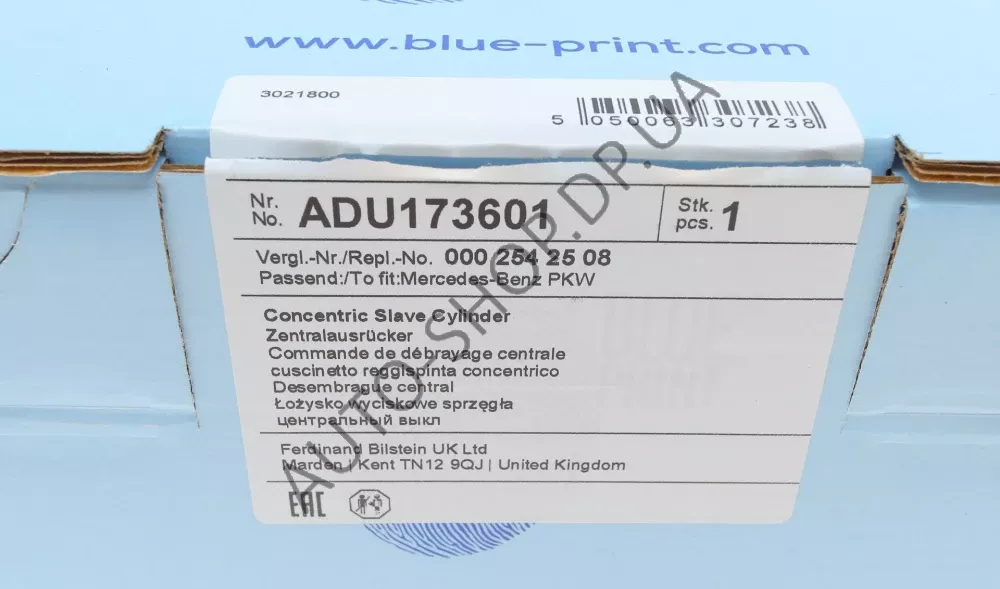 www.blue-print.com
3021800
5 050063 307238
Nr.
No. ADU173601
Stk.
pcs. 1
Vergl.-Nr./Repl.-No. 000 254 25 08
Passend:/To fit:Mercedes-Benz PKW
Concentric Slave Cylinder
Zentralausrücker
Commande de débrayage centrale
cuscinetto reggispinta concentrico
Desembrague central
Łożysko wyciskowe sprzęgła
центральный выкл
Ferdinand Bilstein UK Ltd
Marden | Kent TN12 9QJ | United Kingdom
EAC
AUTO-SHOP.DP.UA